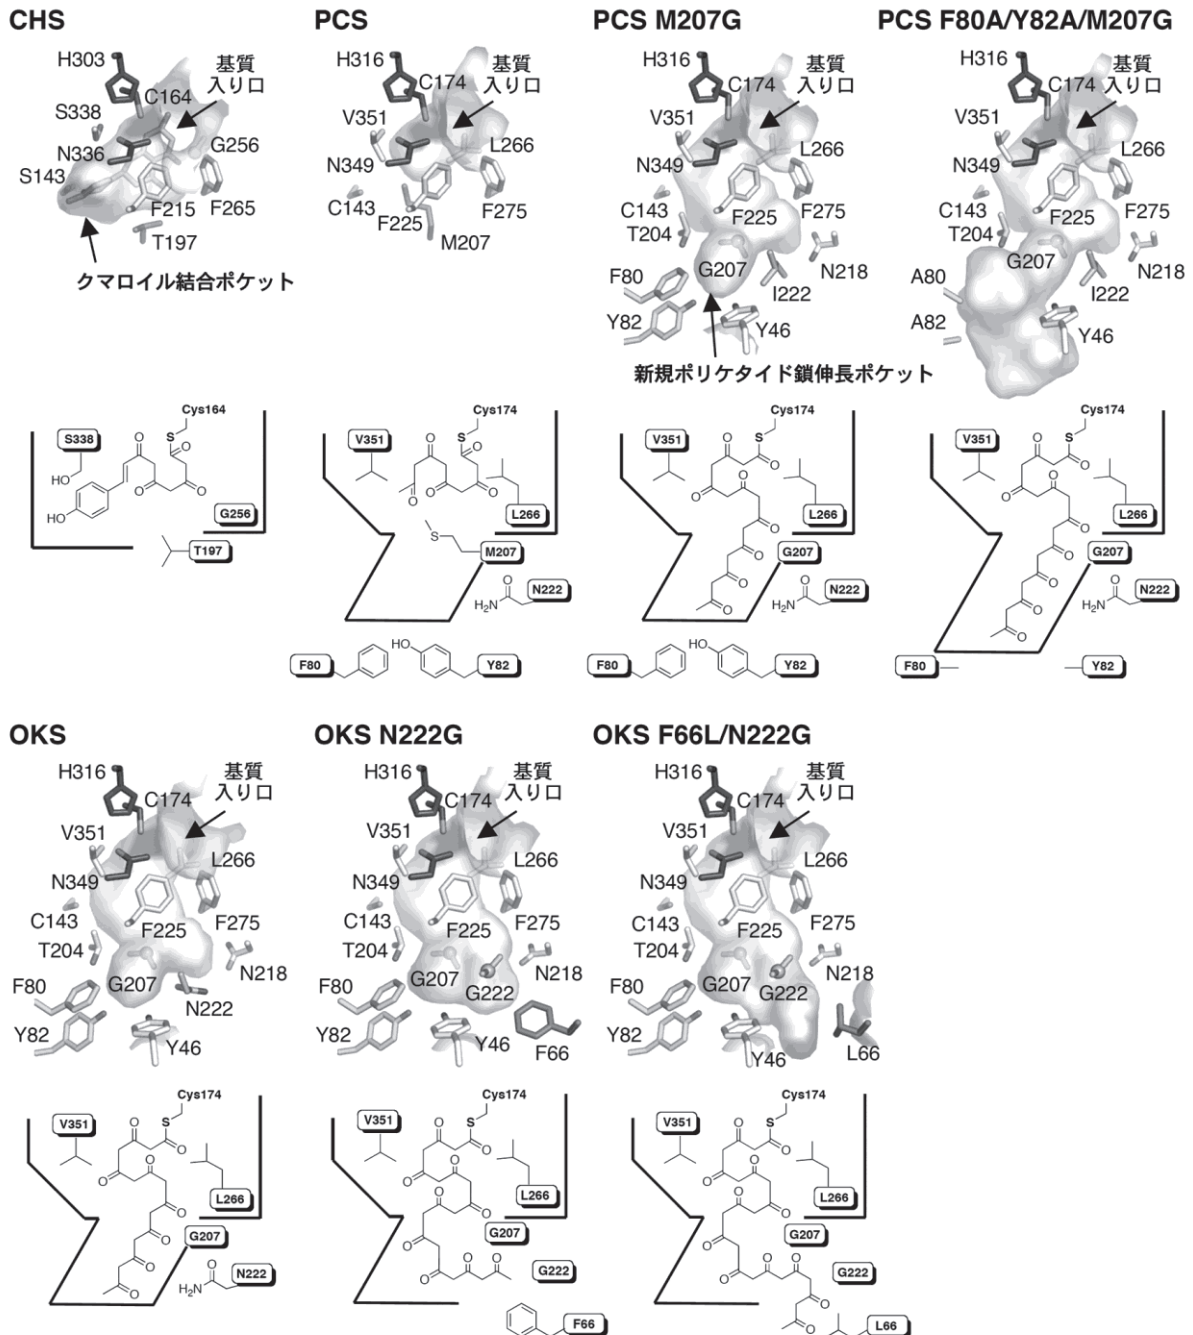 CHS
H303
基質
入り口
C164
S338
N336
G256
S143
F215
F265
T197
クマロイル結合ポケット
PCS
H316
基質
入り口
C174
V351
N349
L266
C143
F225
F275
M207
PCS M207G
H316
基質
入り口
C174
V351
N349
L266
C143
F225
F275
T204
G207
N218
F80
I222
Y82
Y46
新規ポリケタイド鎖伸長ポケット
PCS F80A/Y82A/M207G
H316
基質
入り口
C174
V351
N349
L266
C143
F225
F275
T204
G207
N218
A80
I222
A82
Y46
Cys164
S338
S
O
O
HO
O
O
HO
G256
T197
Cys174
V351
S
O
O
O
O
O
L266
S
M207
O
H₂N
N222
HO
F80
Y82
Cys174
V351
O
S
O
O
O
O
L266
O
G207
O
O
H₂N
N222
O
HO
F80
Y82
Cys174
V351
O
S
O
O
O
O
L266
O
G207
O
O
H₂N
N222
O
O
F80
Y82
OKS
H316
基質
入り口
C174
V351
N349
L266
C143
F225
F275
T204
G207
N218
F80
N222
Y82
Y46
OKS N222G
H316
基質
入り口
C174
V351
N349
L266
C143
F225
F275
T204
G207
N218
F80
G222
Y82
Y46
F66
OKS F66L/N222G
H316
基質
入り口
C174
V351
N349
L266
C143
F225
F275
T204
G207
N218
F80
G222
Y82
Y46
L66
Cys174
V351
O
S
O
O
O
O
L266
O
G207
O
O
H₂N
N222
O
Cys174
V351
O
S
O
O
O
O
O
L266
O
G207
O
O
O
G222
F66
Cys174
V351
O
S
O
O
O
O
O
L266
O
G207
O
O
O
G222
O
O
L66